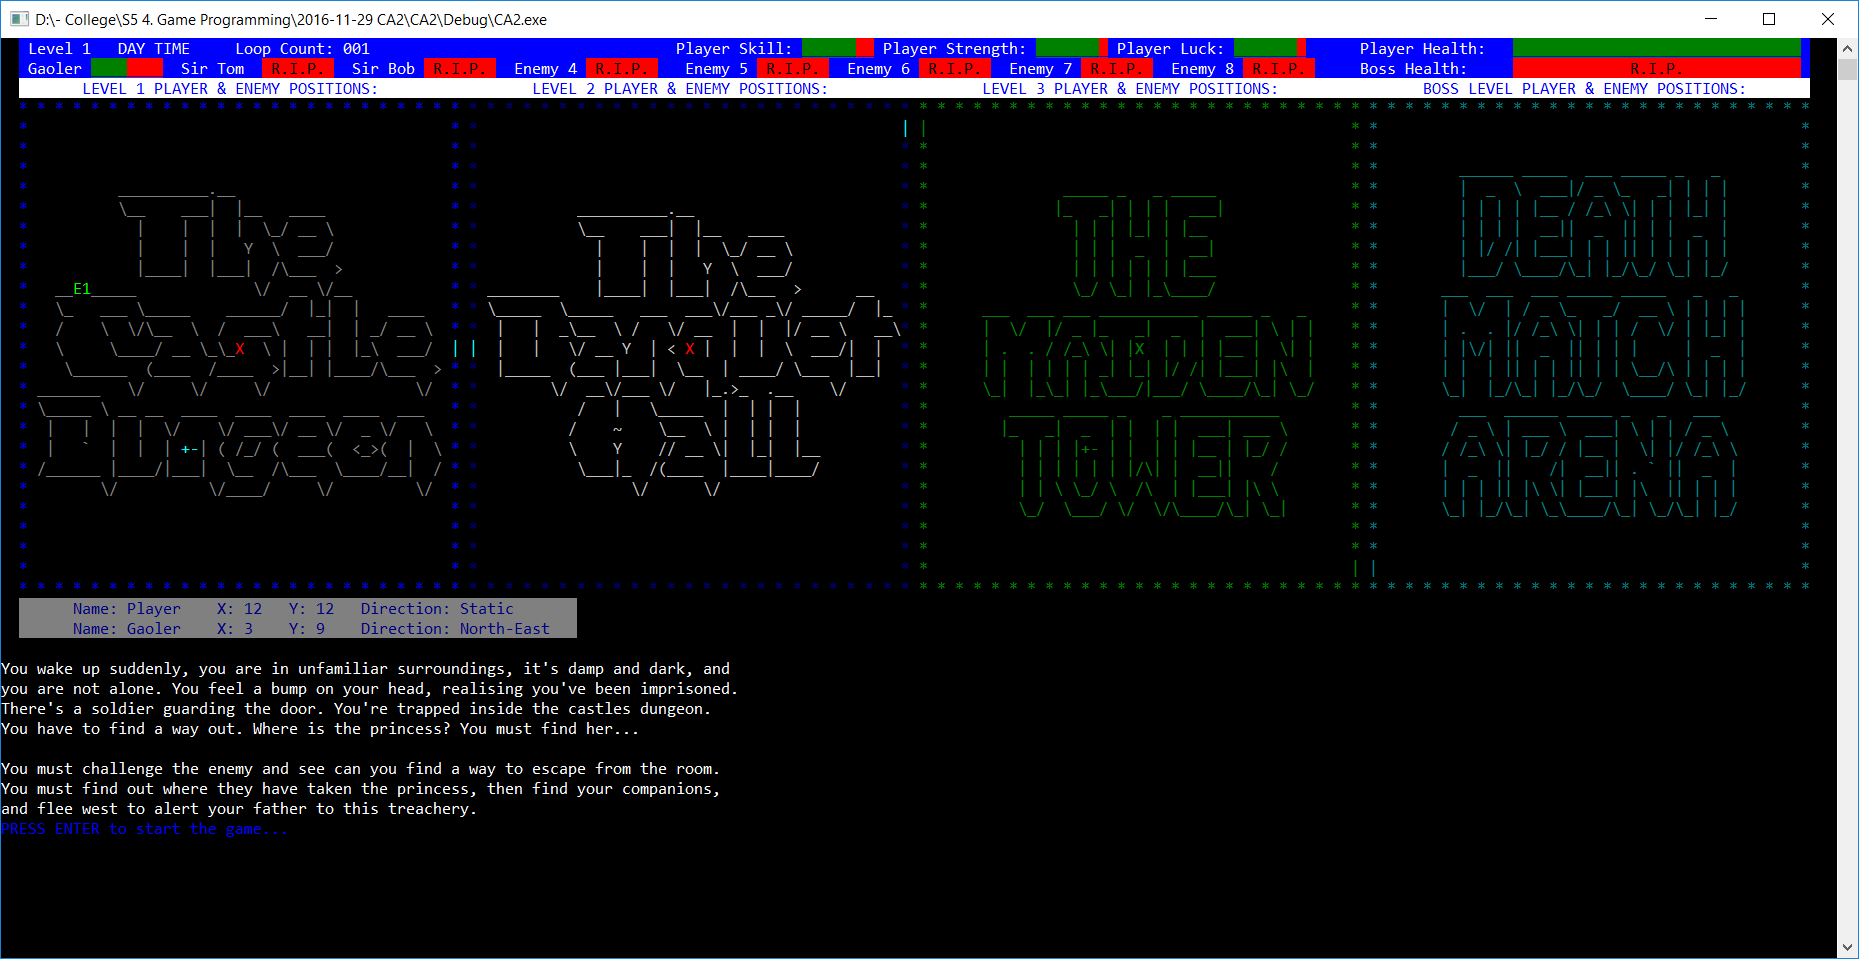 D:\- College\S5 4. Game Programming\2016-11-29 CA2\CA2\Debug\CA2.exe
Level 1 DAY TIME Loop Count: 001 Player Skill: Player Strength: Player Luck: Player Health:
Gaoler Sir Tom R.I.P. Sir Bob R.I.P. Enemy 4 R.I.P. Enemy 5 R.I.P. Enemy 6 R.I.P. Enemy 7 R.I.P. Enemy 8 R.I.P. Boss Health: R.I.P.
LEVEL 1 PLAYER & ENEMY POSITIONS: LEVEL 2 PLAYER & ENEMY POSITIONS: LEVEL 3 PLAYER & ENEMY POSITIONS: BOSS LEVEL PLAYER & ENEMY POSITIONS:
The
E1
Castle
X
Dungeon
+-
The
Banquet
X
Hall
THE
MAIDEN
X
TOWER
+-
DEATH
MATCH
ARENA
Name: Player X: 12 Y: 12 Direction: Static
Name: Gaoler X: 3 Y: 9 Direction: North-East
You wake up suddenly, you are in unfamiliar surroundings, it's damp and dark, and
you are not alone. You feel a bump on your head, realising you've been imprisoned.
There's a soldier guarding the door. You're trapped inside the castles dungeon.
You have to find a way out. Where is the princess? You must find her...
You must challenge the enemy and see can you find a way to escape from the room.
You must find out where they have taken the princess, then find your companions,
and flee west to alert your father to this treachery.
PRESS ENTER to start the game...